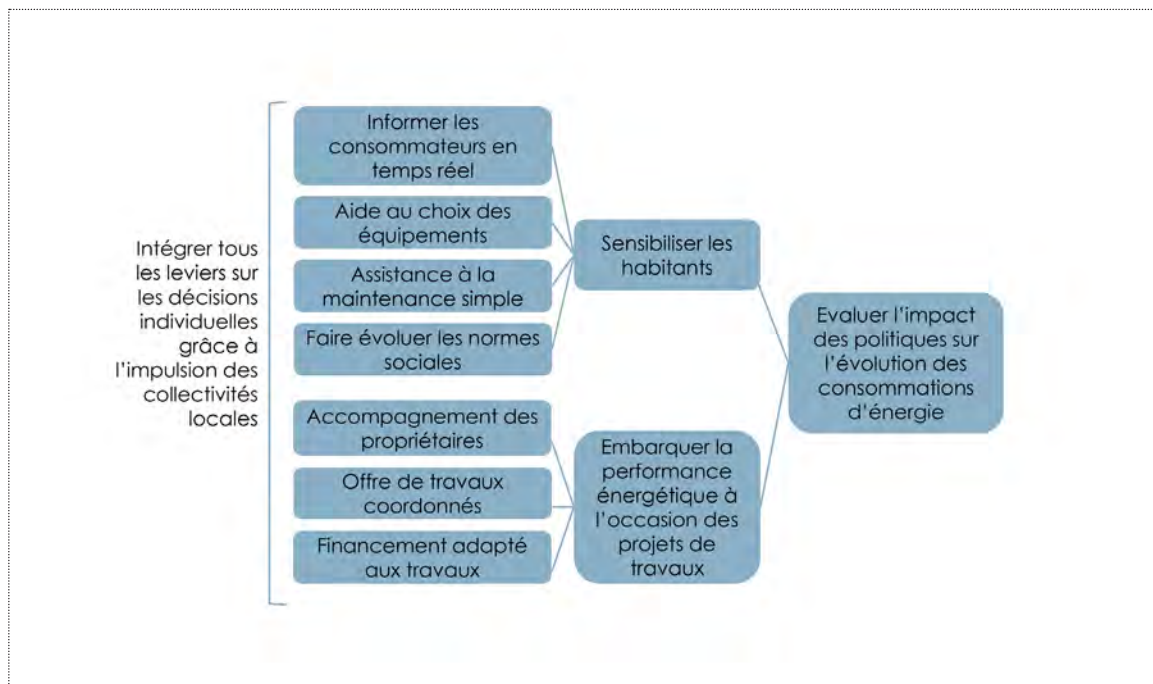 Intégrer tous
les leviers sur
les décisions
individuelles
grâce à
l'impulsion des
collectivités
locales
Informer les
consommateurs en
temps réel
Aide au choix des
équipements
Assistance à la
maintenance simple
Faire évoluer les normes
sociales
Accompagnement des
propriétaires
Offre de travaux
coordonnés
Financement adapté
aux travaux
Sensibiliser les
habitants
Embarquer la
performance
énergétique à
l'occasion des
projets de
travaux
Evaluer l'impact
des politiques sur
l'évolution des
consommations
d'énergie